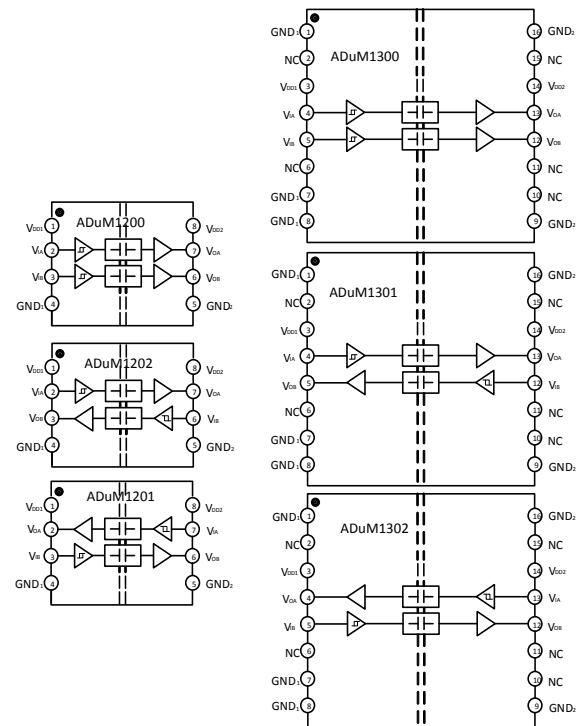 ADuM1200
VDD1 1 8 VDD2
VIA 2 7 VOA
VIB 3 6 VOB
GND1 4 5 GND2
ADuM1202
VDD1 1 8 VDD2
VIA 2 7 VOA
VOB 3 6 VIB
GND1 4 5 GND2
ADuM1201
VDD1 1 8 VDD2
VOA 2 7 VIA
VIB 3 6 VOB
GND1 4 5 GND2
ADuM1300
GND1 1 16 GND2
NC 2 15 NC
VDD1 3 14 VDD2
VIA 4 13 VOA
VIB 5 12 VOB
NC 6 11 NC
GND1 7 10 NC
GND1 8 9 GND2
ADuM1301
GND1 1 16 GND2
NC 2 15 NC
VDD1 3 14 VDD2
VIA 4 13 VOA
VOB 5 12 VIB
NC 6 11 NC
GND1 7 10 NC
GND1 8 9 GND2
ADuM1302
GND1 1 16 GND2
NC 2 15 NC
VDD1 3 14 VDD2
VOA 4 13 VIA
VIB 5 12 VOB
NC 6 11 NC
GND1 7 10 NC
GND1 8 9 GND2